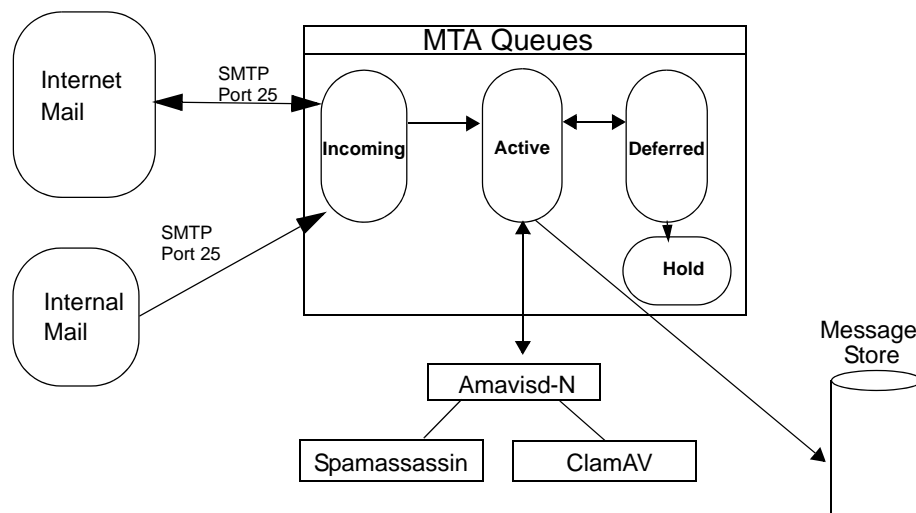 MTA Queues
Internet
Mail
SMTP
Port 25
Incoming
Active
Deferred
Hold
SMTP
Port 25
Internal
Mail
Message
Store
Amavisd-N
Spamassassin
ClamAV